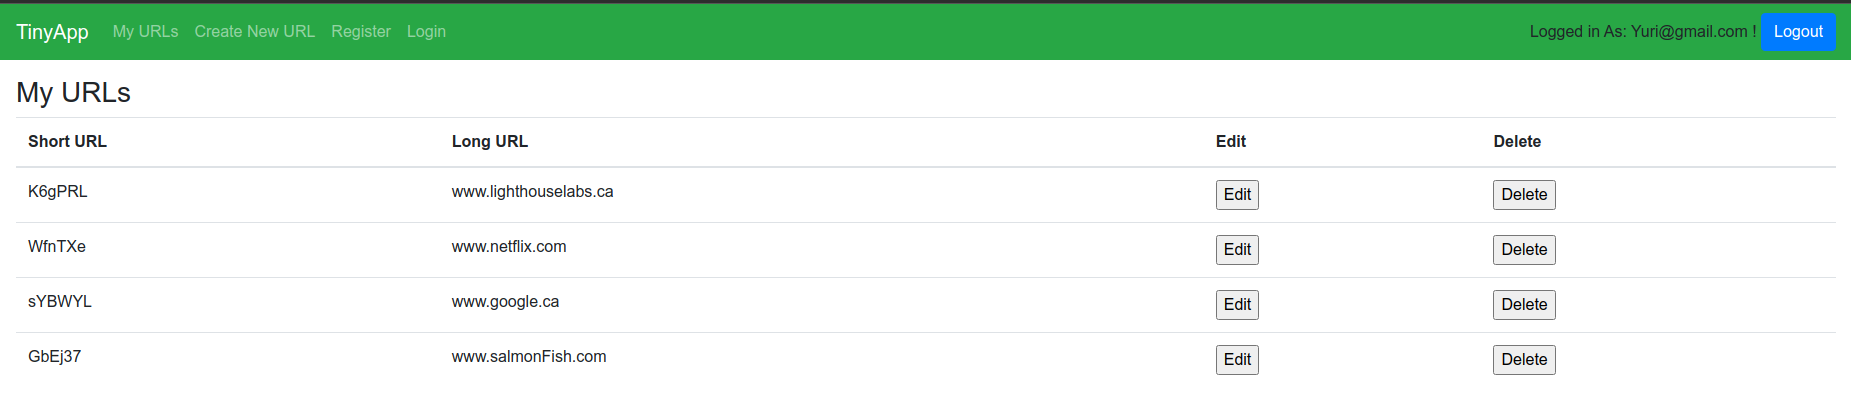 TinyApp My URLs Create New URL Register Login Logged in As: Yuri@gmail.com ! Logout
My URLs
Short URL Long URL Edit Delete
K6gPRL www.lighthouselabs.ca Edit Delete
WfnTXe www.netflix.com Edit Delete
sYBWYL www.google.ca Edit Delete
GbEj37 www.salmonFish.com Edit Delete